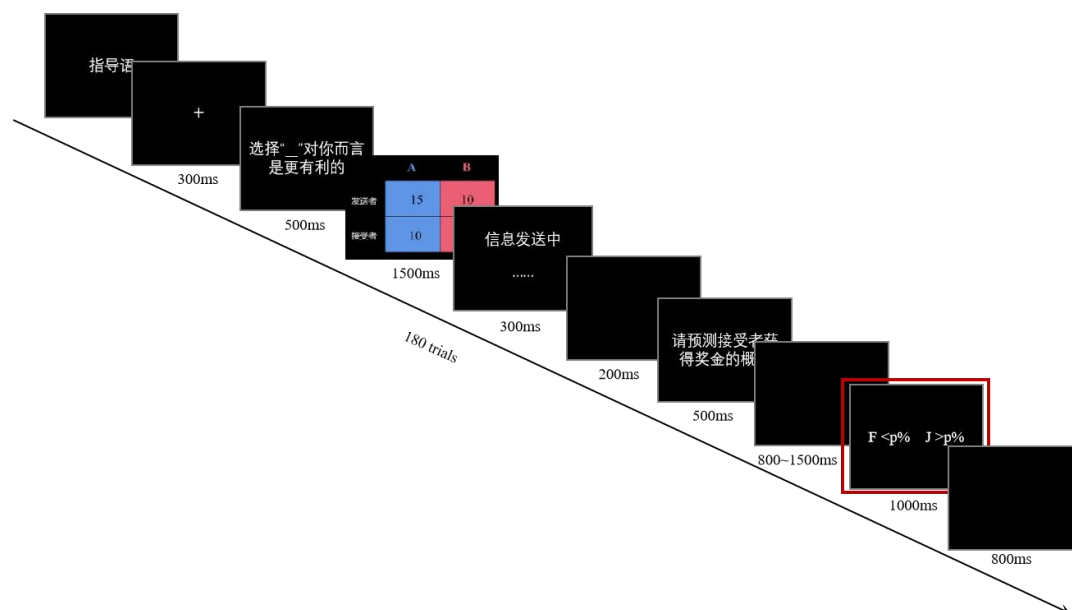 指导语
+
300ms
选择“_”对你而言
是更有利的
500ms
A B
发送者 15 10
接受者 10
1500ms
信息发送中
......
300ms
200ms
请预测接受者获
得奖金的概
500ms
800~1500ms
F <p% J >p%
1000ms
800ms
180 trials